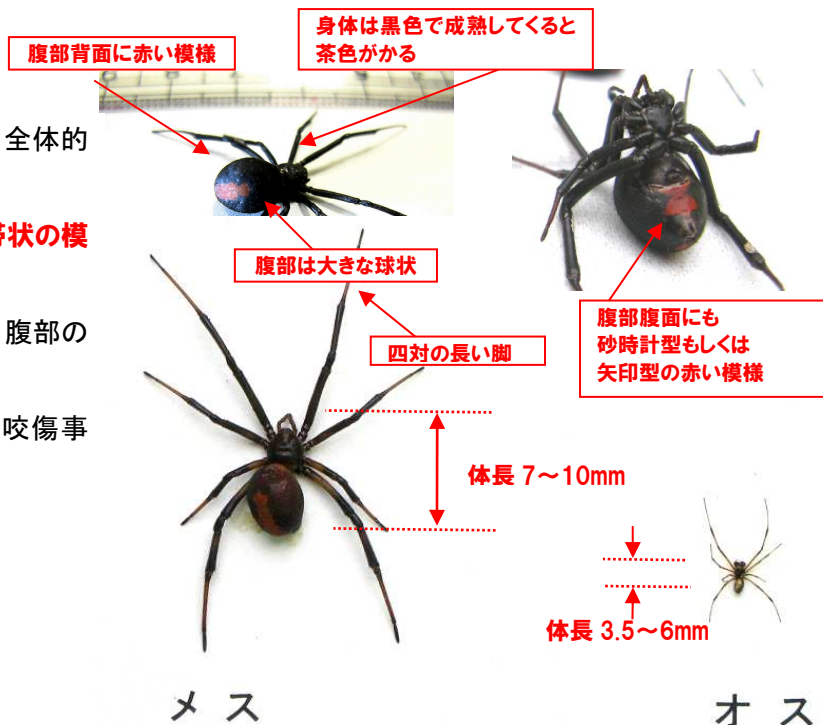 身体は黒色で成熟してくると
茶色がかる
腹部背面に赤い模様
全体的
帯状の模
腹部は大きな球状
腹部の
四対の長い脚
腹部腹面にも
砂時計型もしくは
矢印型の赤い模様
咬傷事
体長 7～10mm
体長 3.5～6mm
メス
オス